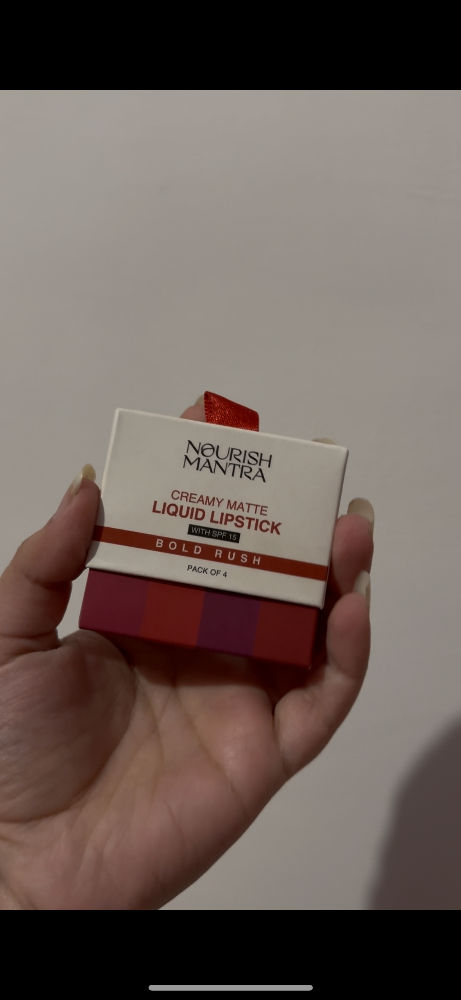 NOURISH
MANTRA
CREAMY MATTE
LIQUID LIPSTICK
WITH SPF 15
BOLD RUSH
PACK OF 4